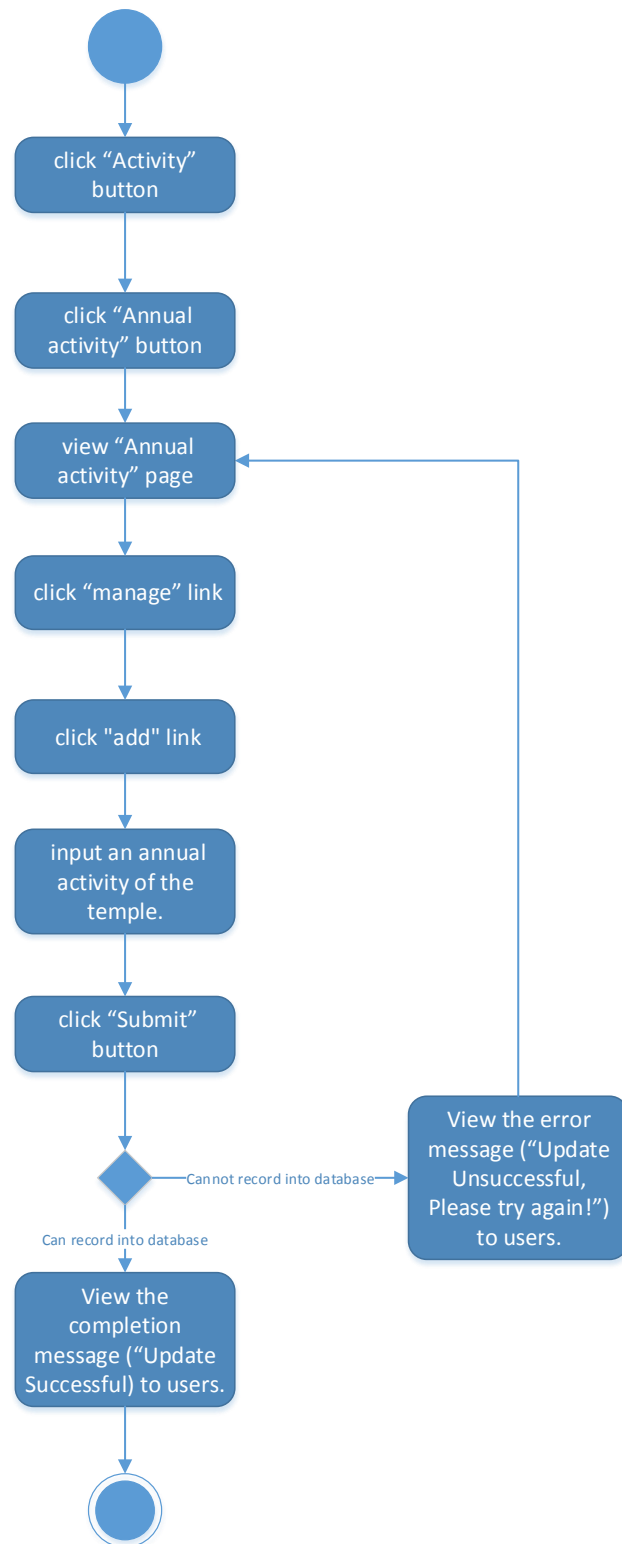 click “Activity”
button
click “Annual
activity” button
view “Annual
activity” page
click “manage” link
click "add" link
input an annual
activity of the
temple.
click “Submit”
button
Cannot record into database
View the error
message (“Update
Unsuccessful,
Please try again!”)
to users.
Can record into database
View the
completion
message (“Update
Successful) to users.